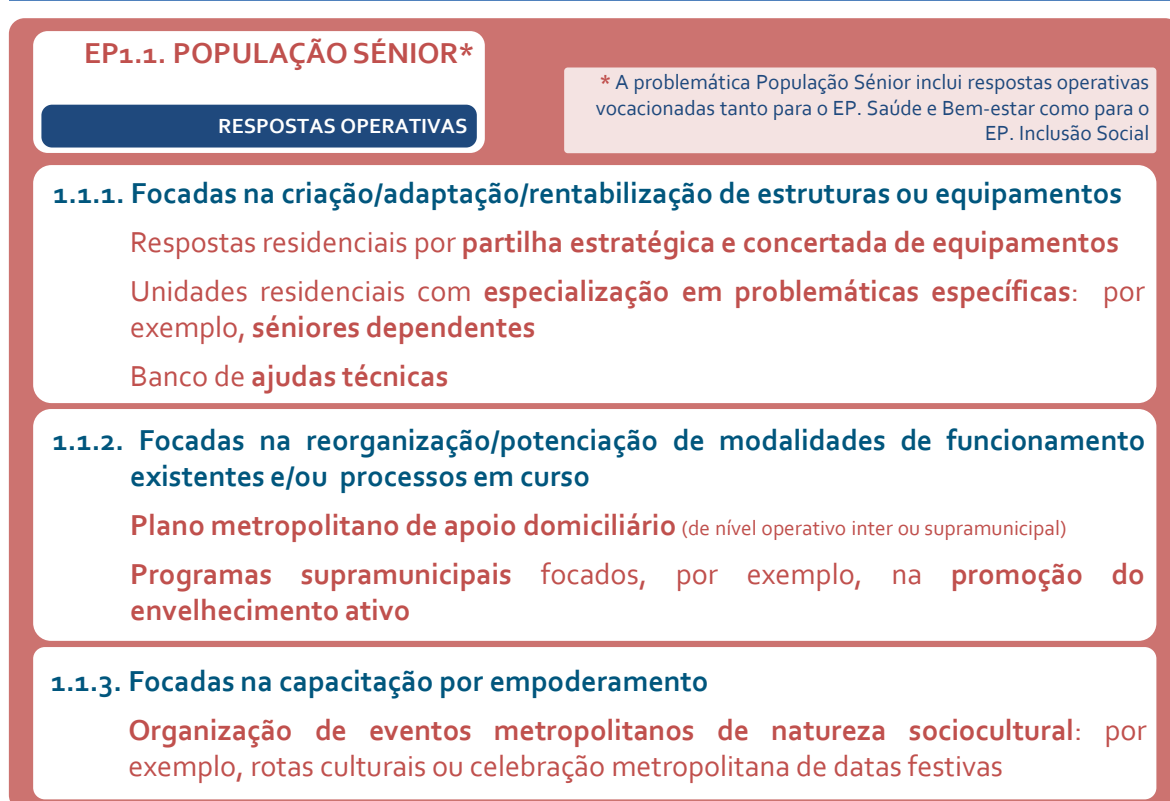 EP1.1. POPULAÇÃO SÉNIOR*
RESPOSTAS OPERATIVAS
* A problemática População Sénior inclui respostas operativas
vocacionadas tanto para o EP. Saúde e Bem-estar como para o
EP. Inclusão Social
1.1.1. Focadas na criação/adaptação/rentabilização de estruturas ou equipamentos
Respostas residenciais por partilha estratégica e concertada de equipamentos
Unidades residenciais com especialização em problemáticas específicas: por
exemplo, séniores dependentes
Banco de ajudas técnicas
1.1.2. Focadas na reorganização/potenciação de modalidades de funcionamento
existentes e/ou processos em curso
Plano metropolitano de apoio domiciliário (de nível operativo inter ou supramunicipal)
Programas supramunicipais focados, por exemplo, na promoção do
envelhecimento ativo
1.1.3. Focadas na capacitação por empoderamento
Organização de eventos metropolitanos de natureza sociocultural: por
exemplo, rotas culturais ou celebração metropolitana de datas festivas